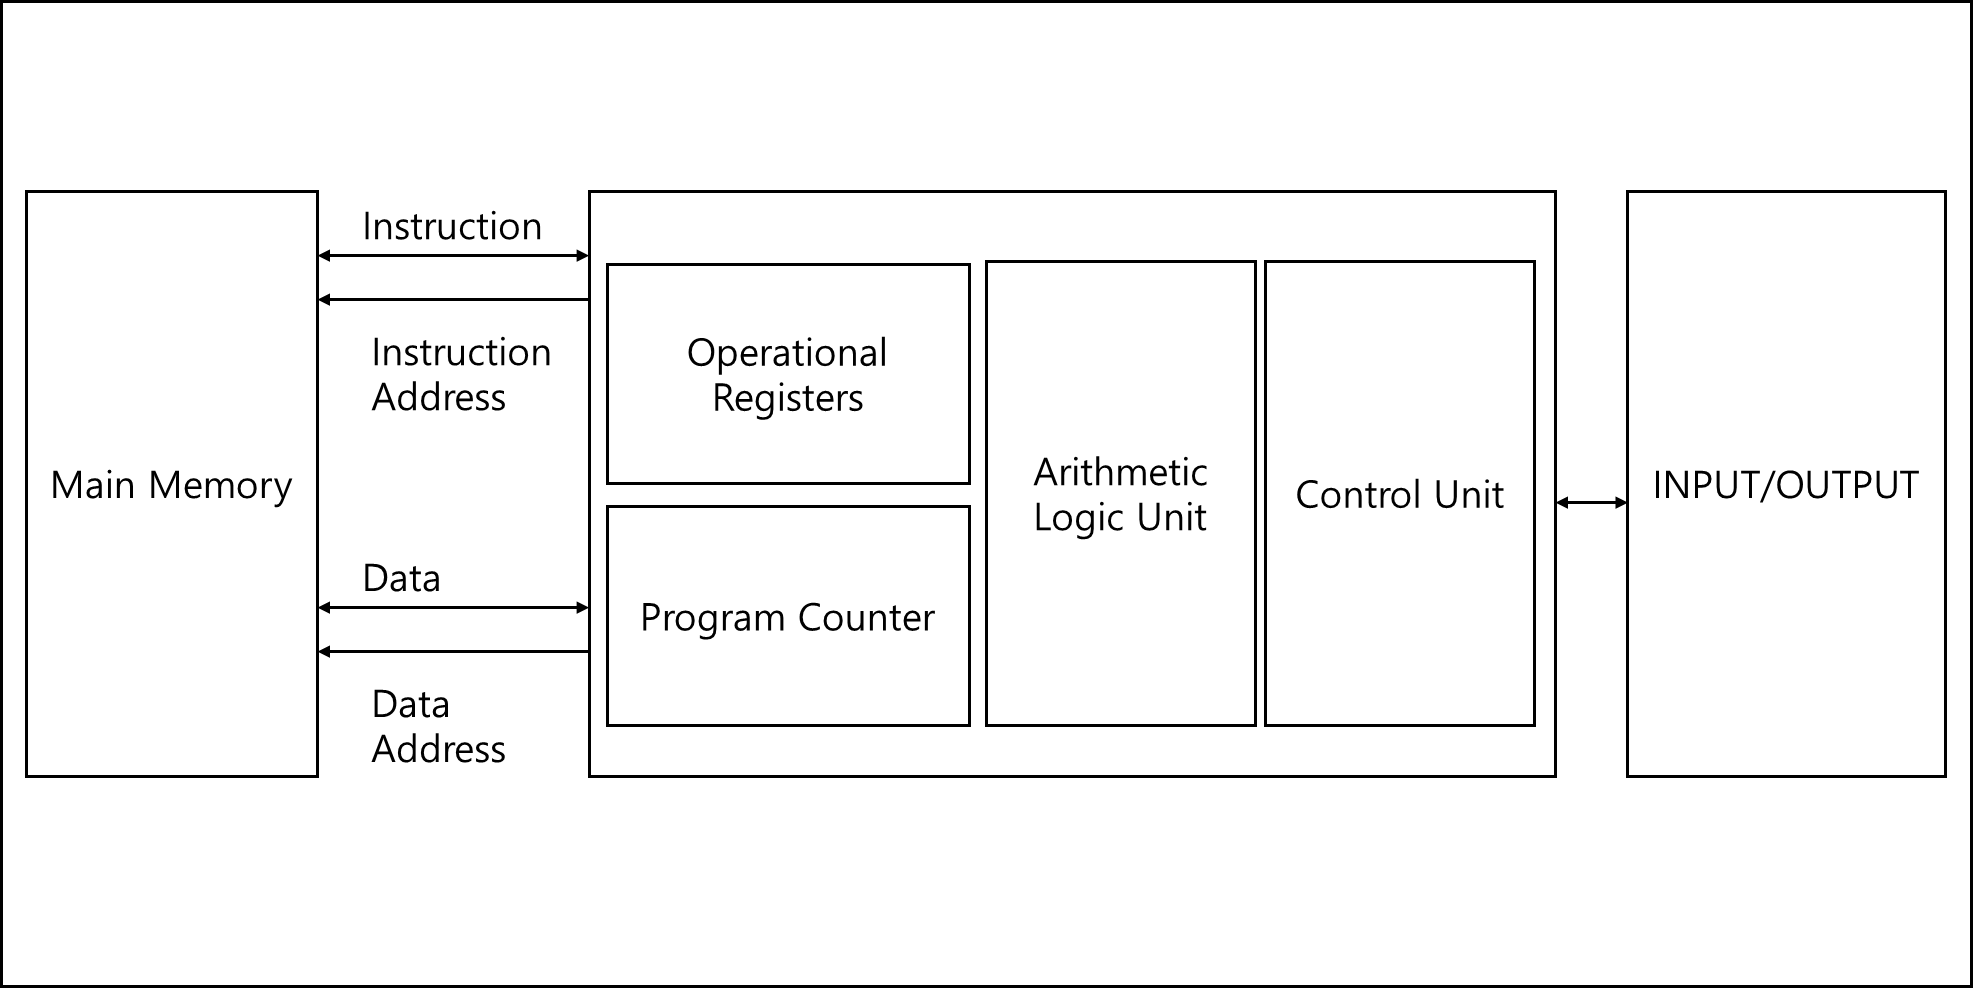 Instruction
Instruction
Address
Main Memory
Data
Data
Address
Operational
Registers
Program Counter
Arithmetic
Logic Unit
Control Unit
INPUT/OUTPUT